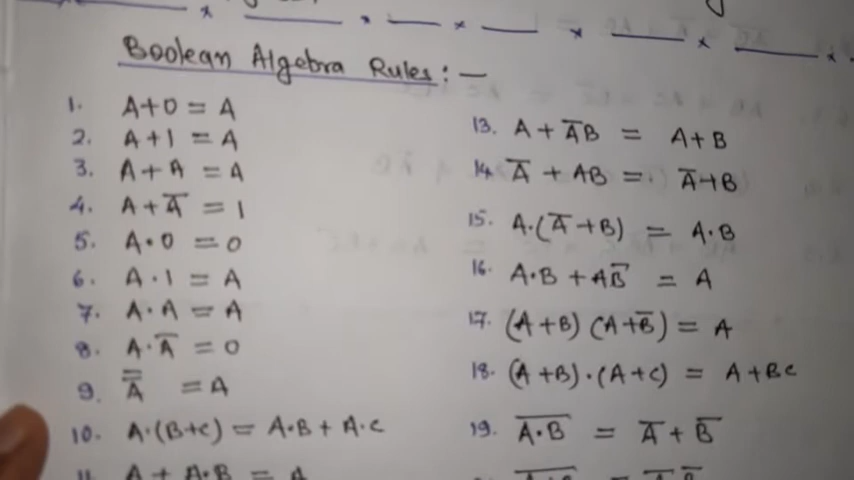 Boolean Algebra Rules:—
1. A+0 = A
2. A+1 = A
3. A+A = A
4. A+A̅ = 1
5. A•0 = 0
6. A•1 = A
7. A•A = A
8. A•A̅ = 0
9. A̿ = A
10. A•(B+C) = A•B + A•C
11. A + A•B = A
13. A + A̅B = A+B
14. A̅ + AB = A̅+B
15. A•(A̅+B) = A•B
16. A•B + AB̅ = A
17. (A+B) (A+B̅) = A
18. (A+B)•(A+C) = A+BC
19. A̅•̅B̅ = A̅ + B̅